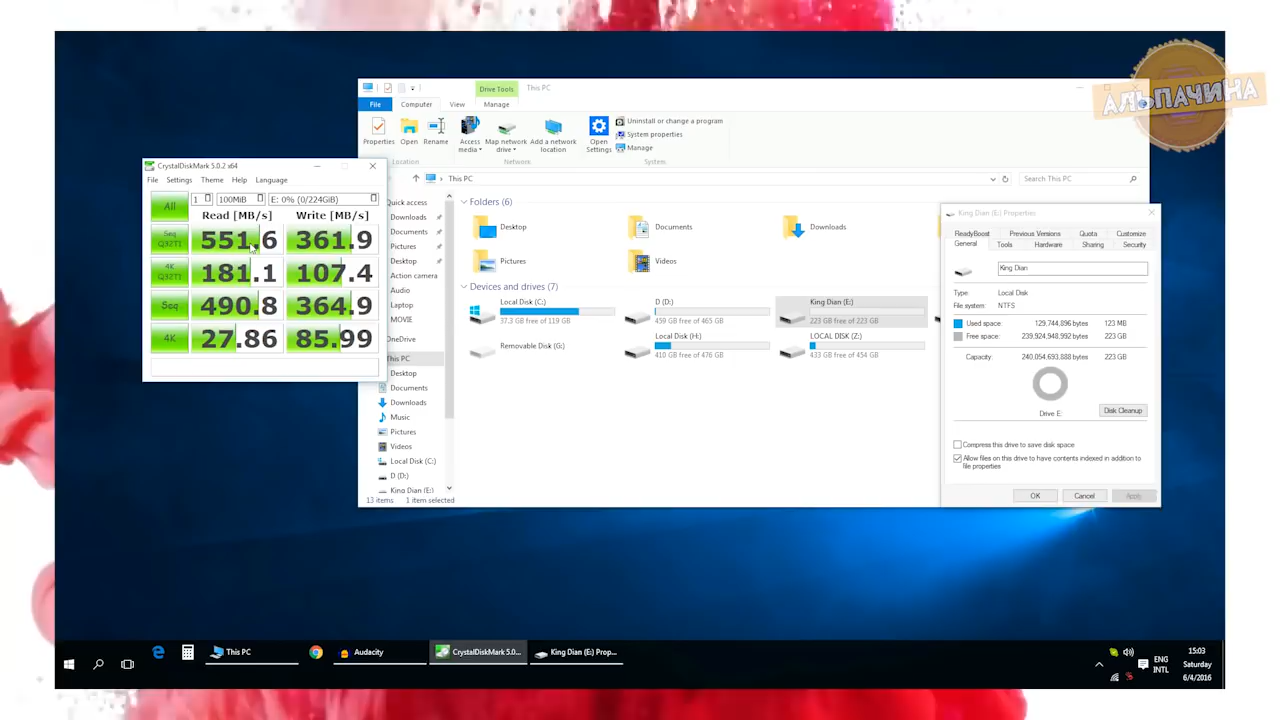 АЛЬПАЧИНА
Drive Tools
This PC
File
Computer
View
Manage
Properties
Open
Rename
Access media
Map network drive
Add a network location
Open Settings
Uninstall or change a program
System properties
Manage
Location
Network
System
This PC
Search This PC
Quick access
Downloads
Documents
Pictures
Desktop
Action camera
Audio
Laptop
MOVIE
OneDrive
This PC
Desktop
Documents
Downloads
Music
Pictures
Videos
Local Disk (C:)
D (D:)
King Dian (E:)
13 items
1 item selected
Folders (6)
Desktop
Documents
Downloads
Pictures
Videos
Devices and drives (7)
Local Disk (C:)
37.3 GB free of 119 GB
D (D:)
459 GB free of 465 GB
King Dian (E:)
223 GB free of 223 GB
Removable Disk (G:)
Local Disk (H:)
410 GB free of 476 GB
LOCAL DISK (Z:)
433 GB free of 454 GB
CrystalDiskMark 5.0.2 x64
File Settings Theme Help Language
All
1
100MiB
E: 0% (0/224GiB)
Read [MB/s] Write [MB/s]
Seq Q32T1 551.6 361.9
4K Q32T1 181.1 107.4
Seq 490.8 364.9
4K 27.86 85.99
King Dian (E:) Properties
ReadyBoost Previous Versions Quota Customize
General Tools Hardware Sharing Security
King Dian
Type: Local Disk
File system: NTFS
Used space: 129,744,896 bytes 123 MB
Free space: 239,924,948,992 bytes 223 GB
Capacity: 240,054,693,888 bytes 223 GB
Drive E:
Disk Cleanup
Compress this drive to save disk space
Allow files on this drive to have contents indexed in addition to
file properties
OK Cancel Apply
This PC
Audacity
CrystalDiskMark 5.0...
King Dian (E:) Prop...
ENG
INTL
15:03
Saturday
6/4/2016